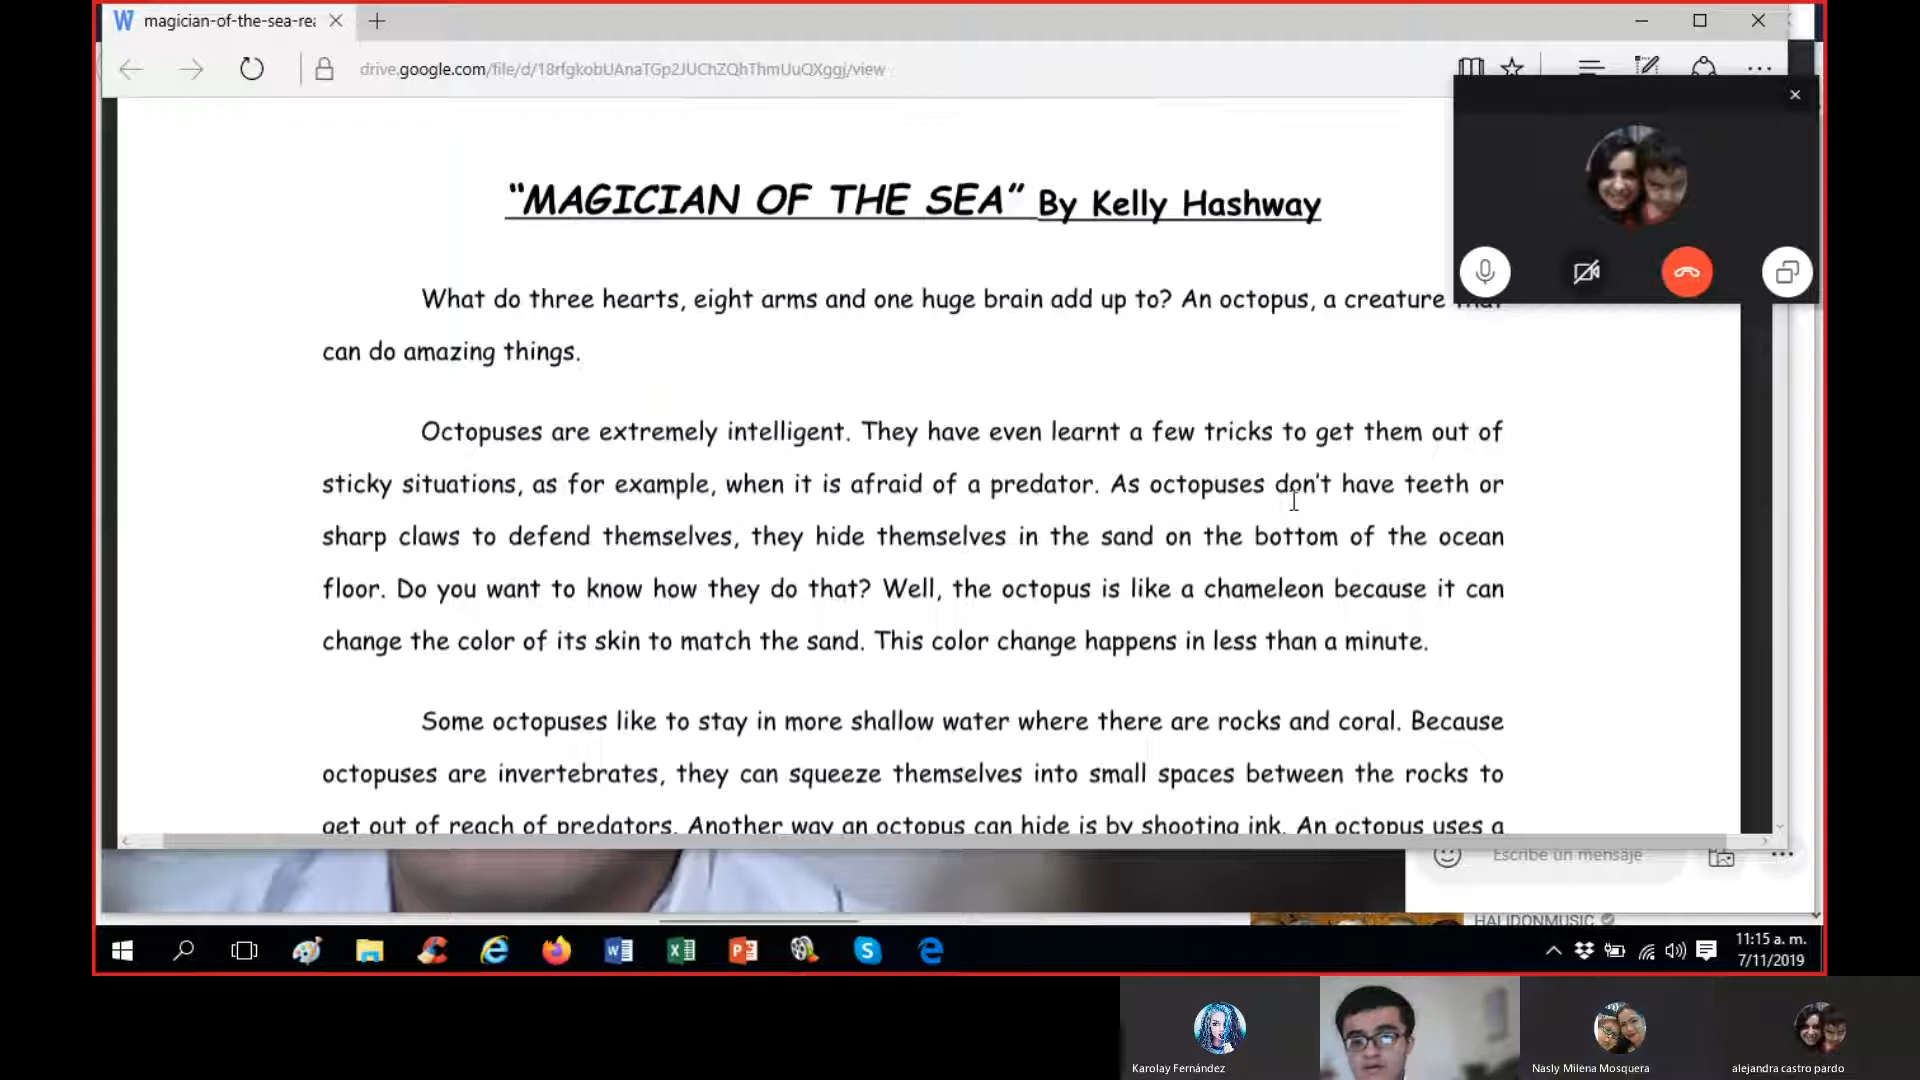 magician-of-the-sea-rea
drive.google.com/file/d/18rfgkobUAnaTGp2JUChZQhThmUuQXggj/view
“MAGICIAN OF THE SEA” By Kelly Hashway
What do three hearts, eight arms and one huge brain add up to? An octopus, a creature that
can do amazing things.
Octopuses are extremely intelligent. They have even learnt a few tricks to get them out of
sticky situations, as for example, when it is afraid of a predator. As octopuses don't have teeth or
sharp claws to defend themselves, they hide themselves in the sand on the bottom of the ocean
floor. Do you want to know how they do that? Well, the octopus is like a chameleon because it can
change the color of its skin to match the sand. This color change happens in less than a minute.
Some octopuses like to stay in more shallow water where there are rocks and coral. Because
octopuses are invertebrates, they can squeeze themselves into small spaces between the rocks to
get out of reach of predators. Another way an octopus can hide is by shooting ink. An octopus uses a
Escribe un mensaje
HALIDONMUSIC
11:15 a. m.
7/11/2019
Karolay Fernández
Nasly Milena Mosquera
alejandra castro pardo